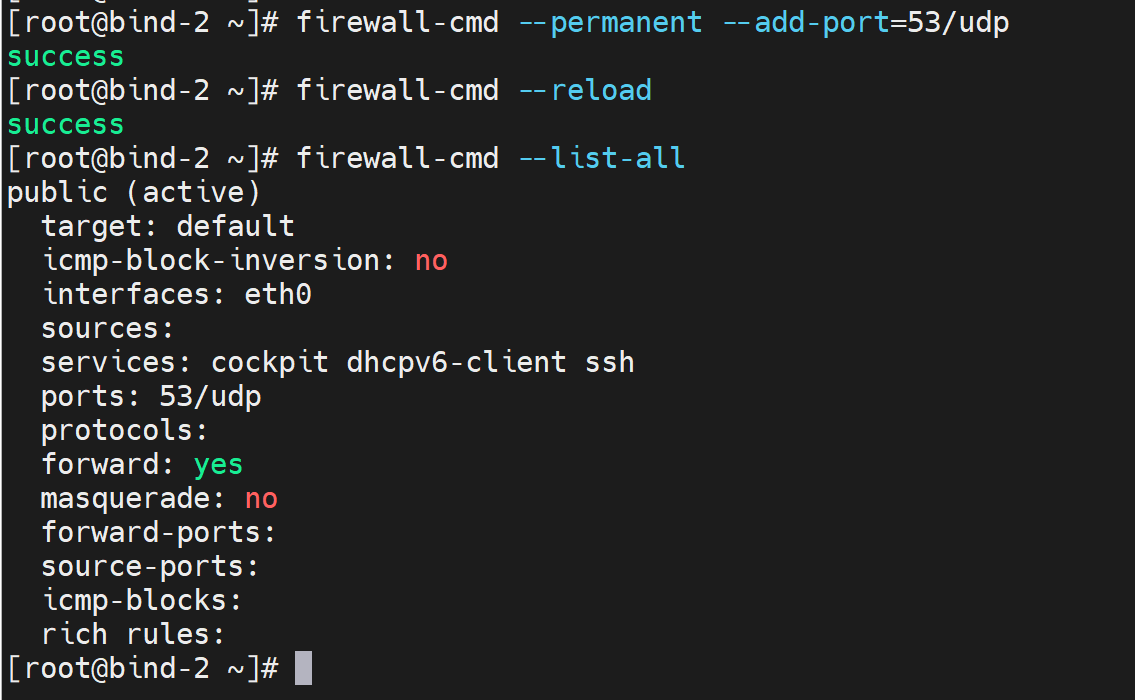 [root@bind-2 ~]# firewall-cmd --permanent --add-port=53/udp
success
[root@bind-2 ~]# firewall-cmd --reload
success
[root@bind-2 ~]# firewall-cmd --list-all
public (active)
  target: default
  icmp-block-inversion: no
  interfaces: eth0
  sources:
  services: cockpit dhcpv6-client ssh
  ports: 53/udp
  protocols:
  forward: yes
  masquerade: no
  forward-ports:
  source-ports:
  icmp-blocks:
  rich rules:
[root@bind-2 ~]#